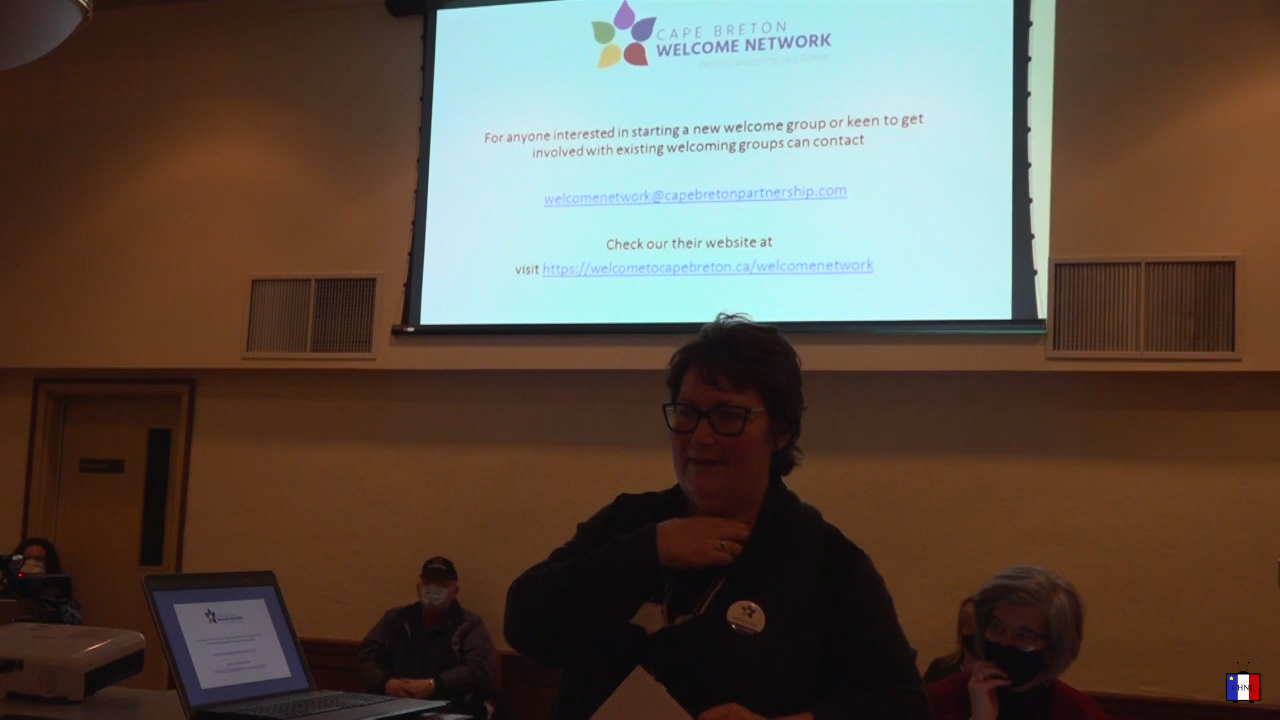 CAPE BRETON
WELCOME NETWORK
For anyone interested in starting a new welcome group or keen to get
involved with existing welcoming groups can contact
welcomenetwork@capebretonpartnership.com
Check our their website at
visit https://welcometocapebreton.ca/welcomenetwork